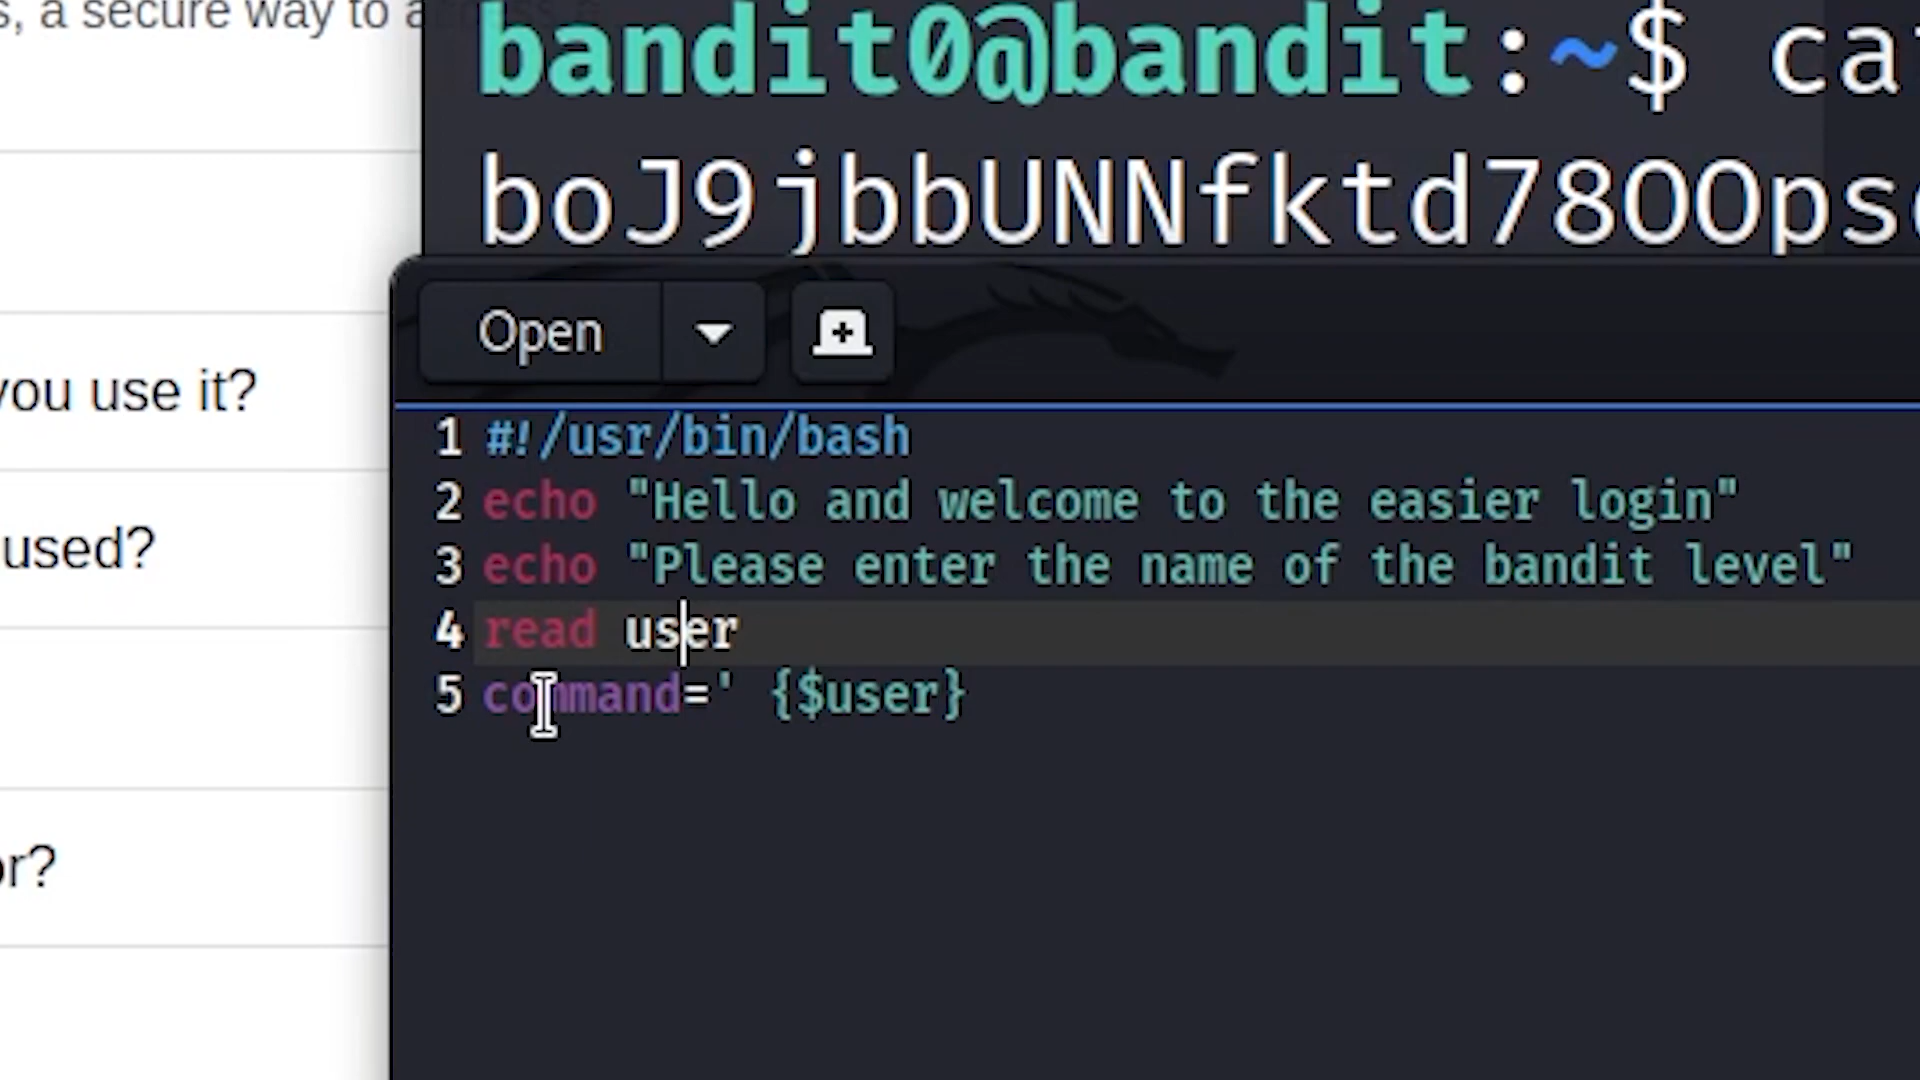 s, a secure way to
bandit0@bandit:~$ ca
boJ9jbbUNNfktd78OOps
you use it?
Open
1 #!/usr/bin/bash
2 echo "Hello and welcome to the easier login"
used?
3 echo "Please enter the name of the bandit level"
4 read user
5 command=' {$user}
or?